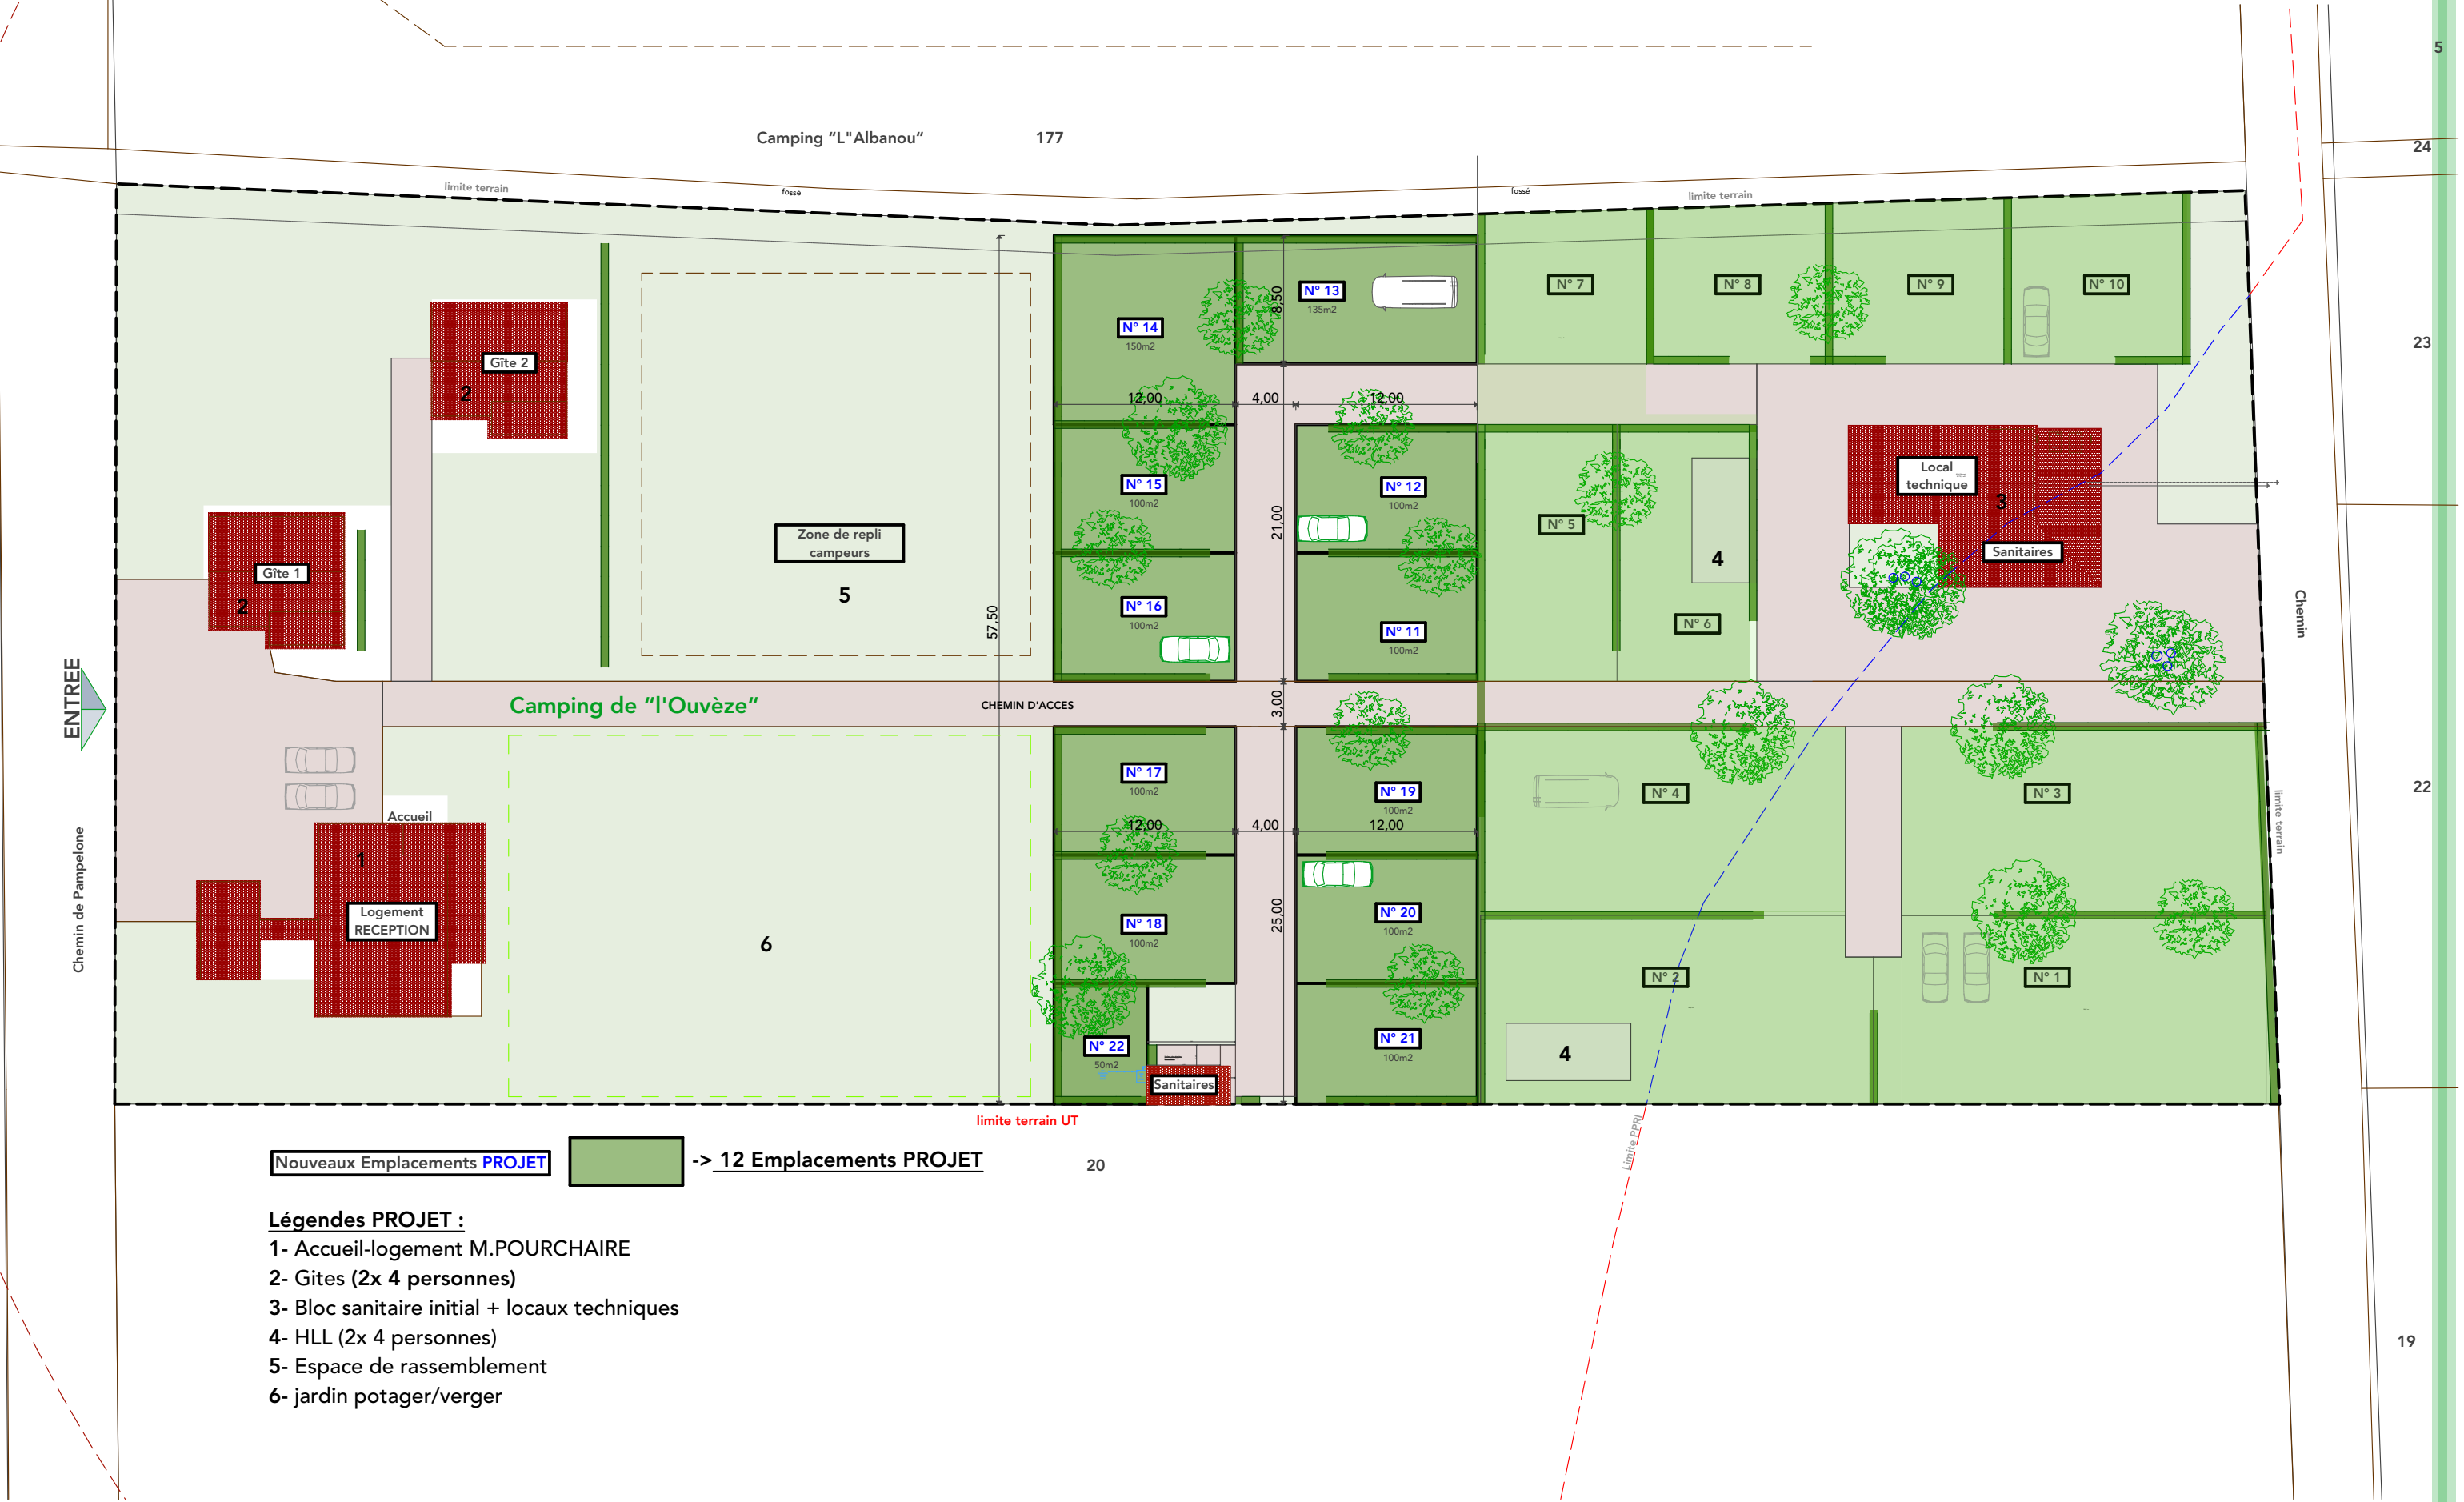 5
Camping “L"Albanou“
177
24
limite terrain
fossé
fossé
limite terrain
N° 7
N° 8
N° 9
N° 10
N° 13
135m2
8,50
N° 14
150m2
23
Gîte 2
2
12,00
4,00
12,00
Local
technique
3
N° 15
100m2
N° 12
100m2
21,00
N° 5
Zone de repli
campeurs
5
4
Sanitaires
Gîte 1
2
N° 16
100m2
N° 11
100m2
N° 6
57,50
Chemin
ENTREE
Camping de “l'Ouvèze“
CHEMIN D'ACCES
3,00
N° 17
100m2
N° 19
100m2
N° 4
N° 3
22
limite terrain
Accueil
1
12,00
4,00
12,00
Chemin de Pampelone
Logement
RECEPTION
6
N° 18
100m2
25,00
N° 20
100m2
N° 2
N° 1
N° 22
50m2
Sanitaires
N° 21
100m2
4
limite terrain UT
Limite PPRI
20
Nouveaux Emplacements PROJET
-> 12 Emplacements PROJET
Légendes PROJET :
1- Accueil-logement M.POURCHAIRE
2- Gites (2x 4 personnes)
3- Bloc sanitaire initial + locaux techniques
4- HLL (2x 4 personnes)
5- Espace de rassemblement
6- jardin potager/verger
19